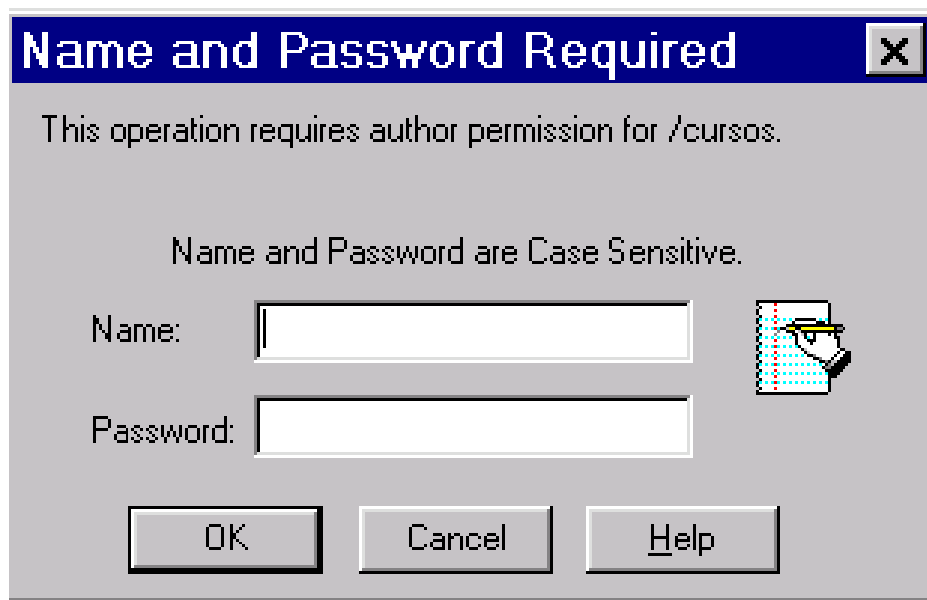 Name and Password Required
This operation requires author permission for /cursos.
Name and Password are Case Sensitive.
Name:
Password:
OK Cancel Help